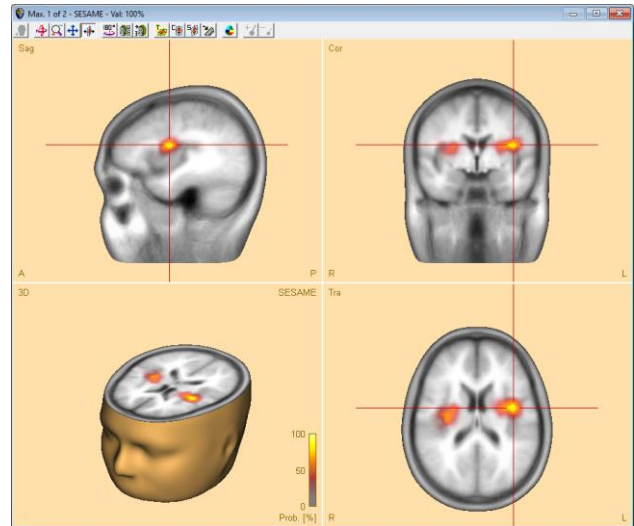 Max. 1 of 2 - SESAME - Val: 100%
Sag
A P
Cor
R L
3D SESAME
100
50
0
Prob. [%]
Tra
R L